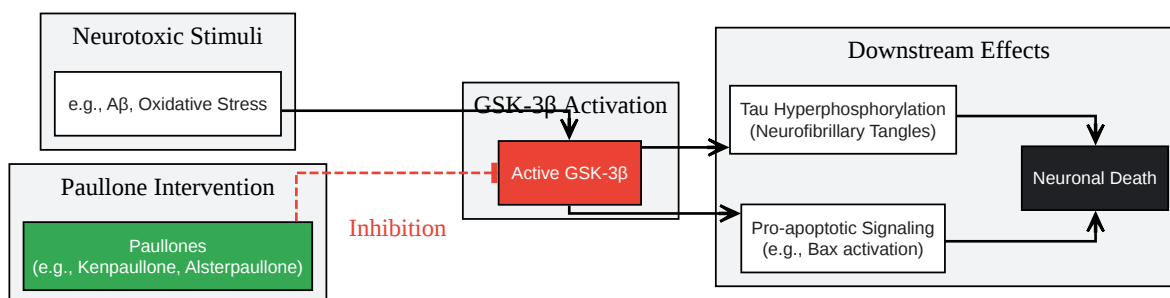 Neurotoxic Stimuli
e.g., Aβ, Oxidative Stress
Paullone Intervention
Paullones
(e.g., Kenpaullone, Alsterpaullone)
Inhibition
GSK-3β Activation
Active GSK-3β
Downstream Effects
Tau Hyperphosphorylation
(Neurofibrillary Tangles)
Pro-apoptotic Signaling
(e.g., Bax activation)
Neuronal Death